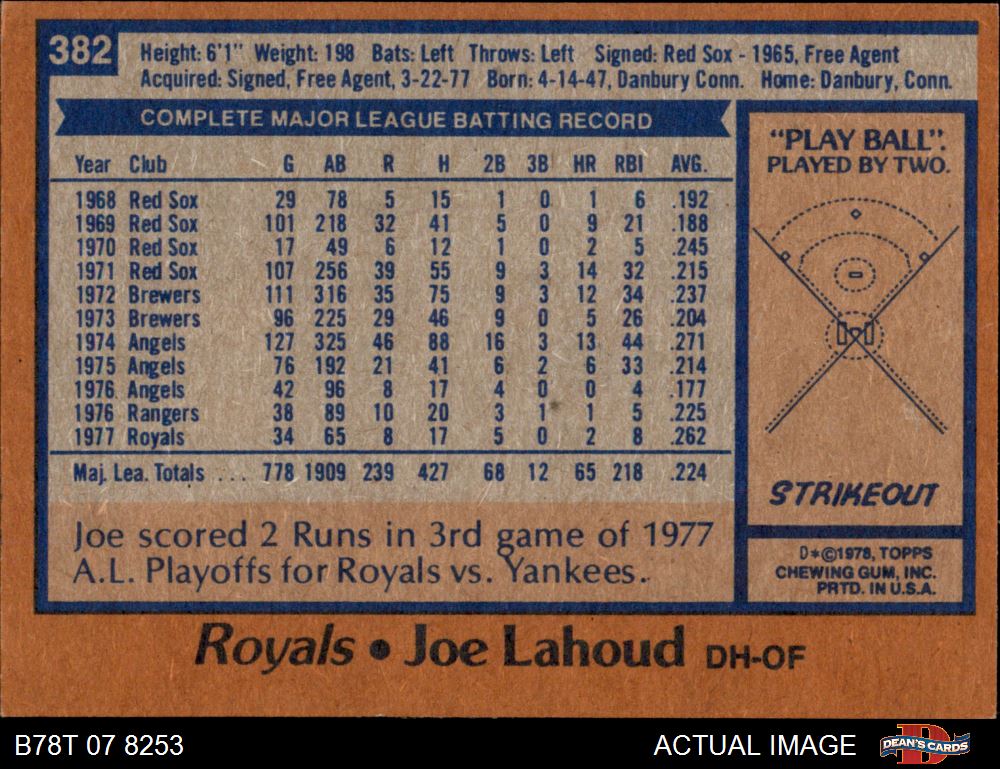 382
Height: 6'1" Weight: 198 Bats: Left Throws: Left Signed: Red Sox - 1965, Free Agent
Acquired: Signed, Free Agent, 3-22-77 Born: 4-14-47, Danbury Conn. Home: Danbury, Conn.
COMPLETE MAJOR LEAGUE BATTING RECORD
Year Club G AB R H 2B 3B HR RBI AVG.
1968 Red Sox 29 78 5 15 1 0 1 6 .192
1969 Red Sox 101 218 32 41 5 0 9 21 .188
1970 Red Sox 17 49 6 12 1 0 2 5 .245
1971 Red Sox 107 256 39 55 9 3 14 32 .215
1972 Brewers 111 316 35 75 9 3 12 34 .237
1973 Brewers 96 225 29 46 9 0 5 26 .204
1974 Angels 127 325 46 88 16 3 13 44 .271
1975 Angels 76 192 21 41 6 2 6 33 .214
1976 Angels 42 96 8 17 4 0 0 4 .177
1976 Rangers 38 89 10 20 3 1 1 5 .225
1977 Royals 34 65 8 17 5 0 2 8 .262
Maj. Lea. Totals ... 778 1909 239 427 68 12 65 218 .224
Joe scored 2 Runs in 3rd game of 1977
A.L. Playoffs for Royals vs. Yankees.
"PLAY BALL".
PLAYED BY TWO.
STRIKEOUT
D*©1978, TOPPS
CHEWING GUM, INC.
PRTD. IN U.S.A.
Royals • Joe Lahoud DH-OF
B78T 07 8253
ACTUAL IMAGE
D
DEAN'S CARDS